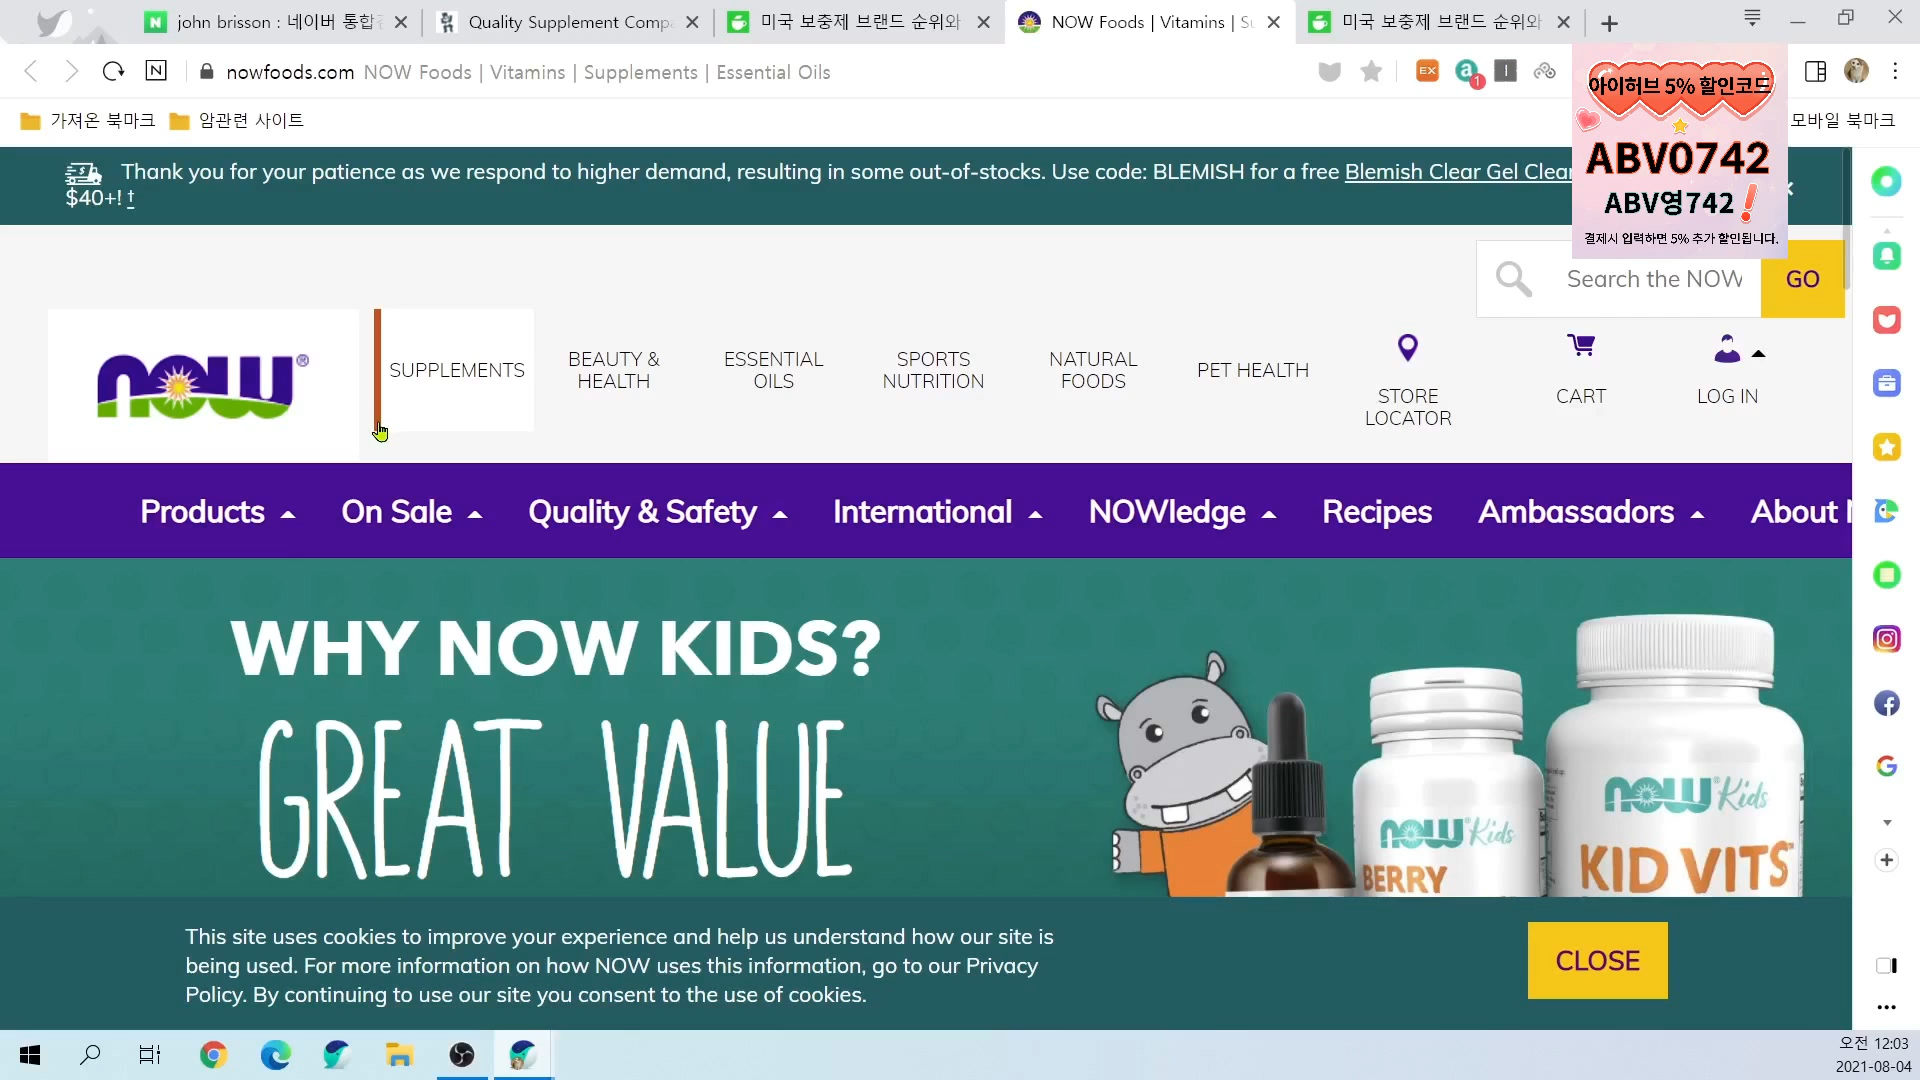 john brisson : 네이버 통합검
Quality Supplement Compa
미국 보충제 브랜드 순위와
NOW Foods | Vitamins | Su
미국 보충제 브랜드 순위와
nowfoods.com NOW Foods | Vitamins | Supplements | Essential Oils
가져온 북마크
암관련 사이트
모바일 북마크
아이허브 5% 할인코드
ABV0742
ABV영742
결제시 입력하면 5% 추가 할인됩니다.
Thank you for your patience as we respond to higher demand, resulting in some out-of-stocks. Use code: BLEMISH for a free Blemish Clear Gel Clean
$40+! †
Search the NOW
GO
NOW®
SUPPLEMENTS
BEAUTY &
HEALTH
ESSENTIAL
OILS
SPORTS
NUTRITION
NATURAL
FOODS
PET HEALTH
STORE
LOCATOR
CART
LOG IN
Products
On Sale
Quality & Safety
International
NOWledge
Recipes
Ambassadors
About
WHY NOW KIDS?
GREAT VALUE
NOW® Kids
BERRY
NOW® Kids
KID VITS™
This site uses cookies to improve your experience and help us understand how our site is
being used. For more information on how NOW uses this information, go to our Privacy
Policy. By continuing to use our site you consent to the use of cookies.
CLOSE
오전 12:03
2021-08-04